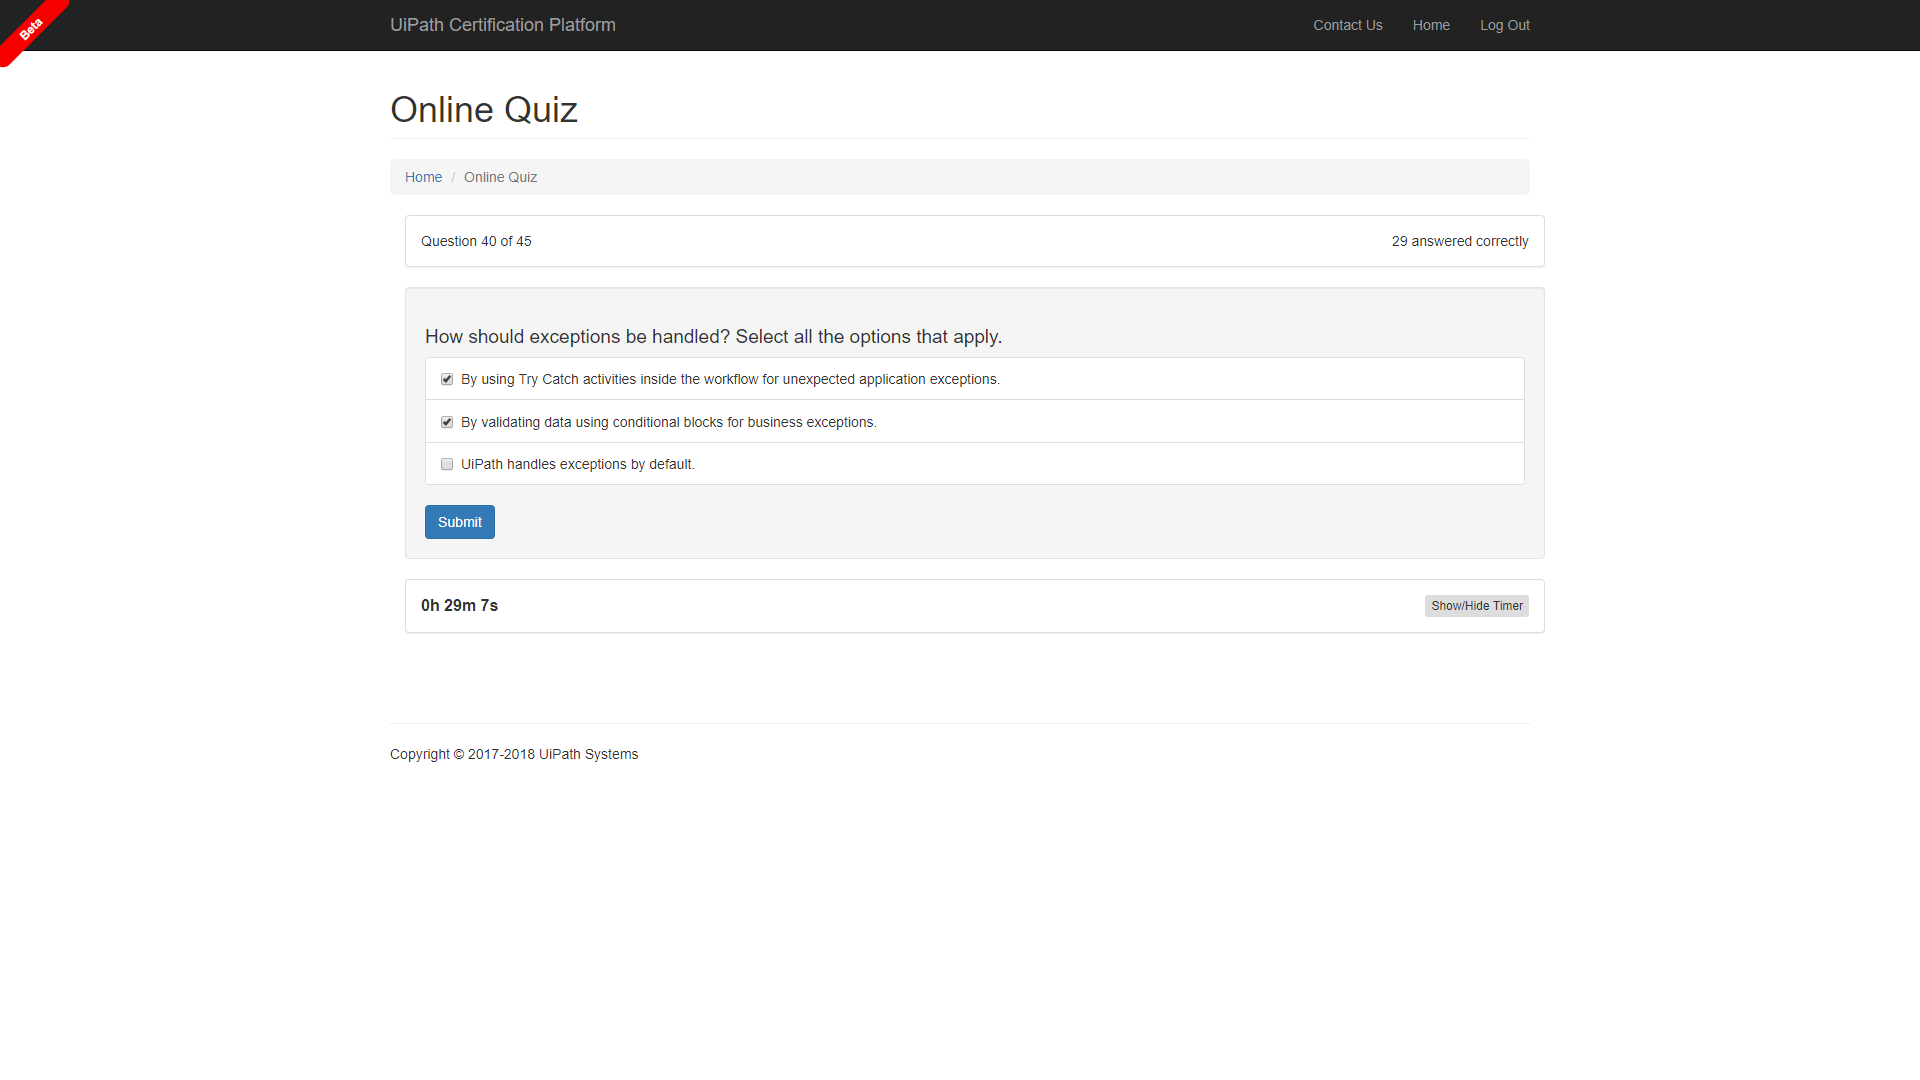 Beta
UiPath Certification Platform
Contact Us
Home
Log Out
Online Quiz
Home / Online Quiz
Question 40 of 45
29 answered correctly
How should exceptions be handled? Select all the options that apply.
By using Try Catch activities inside the workflow for unexpected application exceptions.
By validating data using conditional blocks for business exceptions.
UiPath handles exceptions by default.
Submit
0h 29m 7s
Show/Hide Timer
Copyright © 2017-2018 UiPath Systems